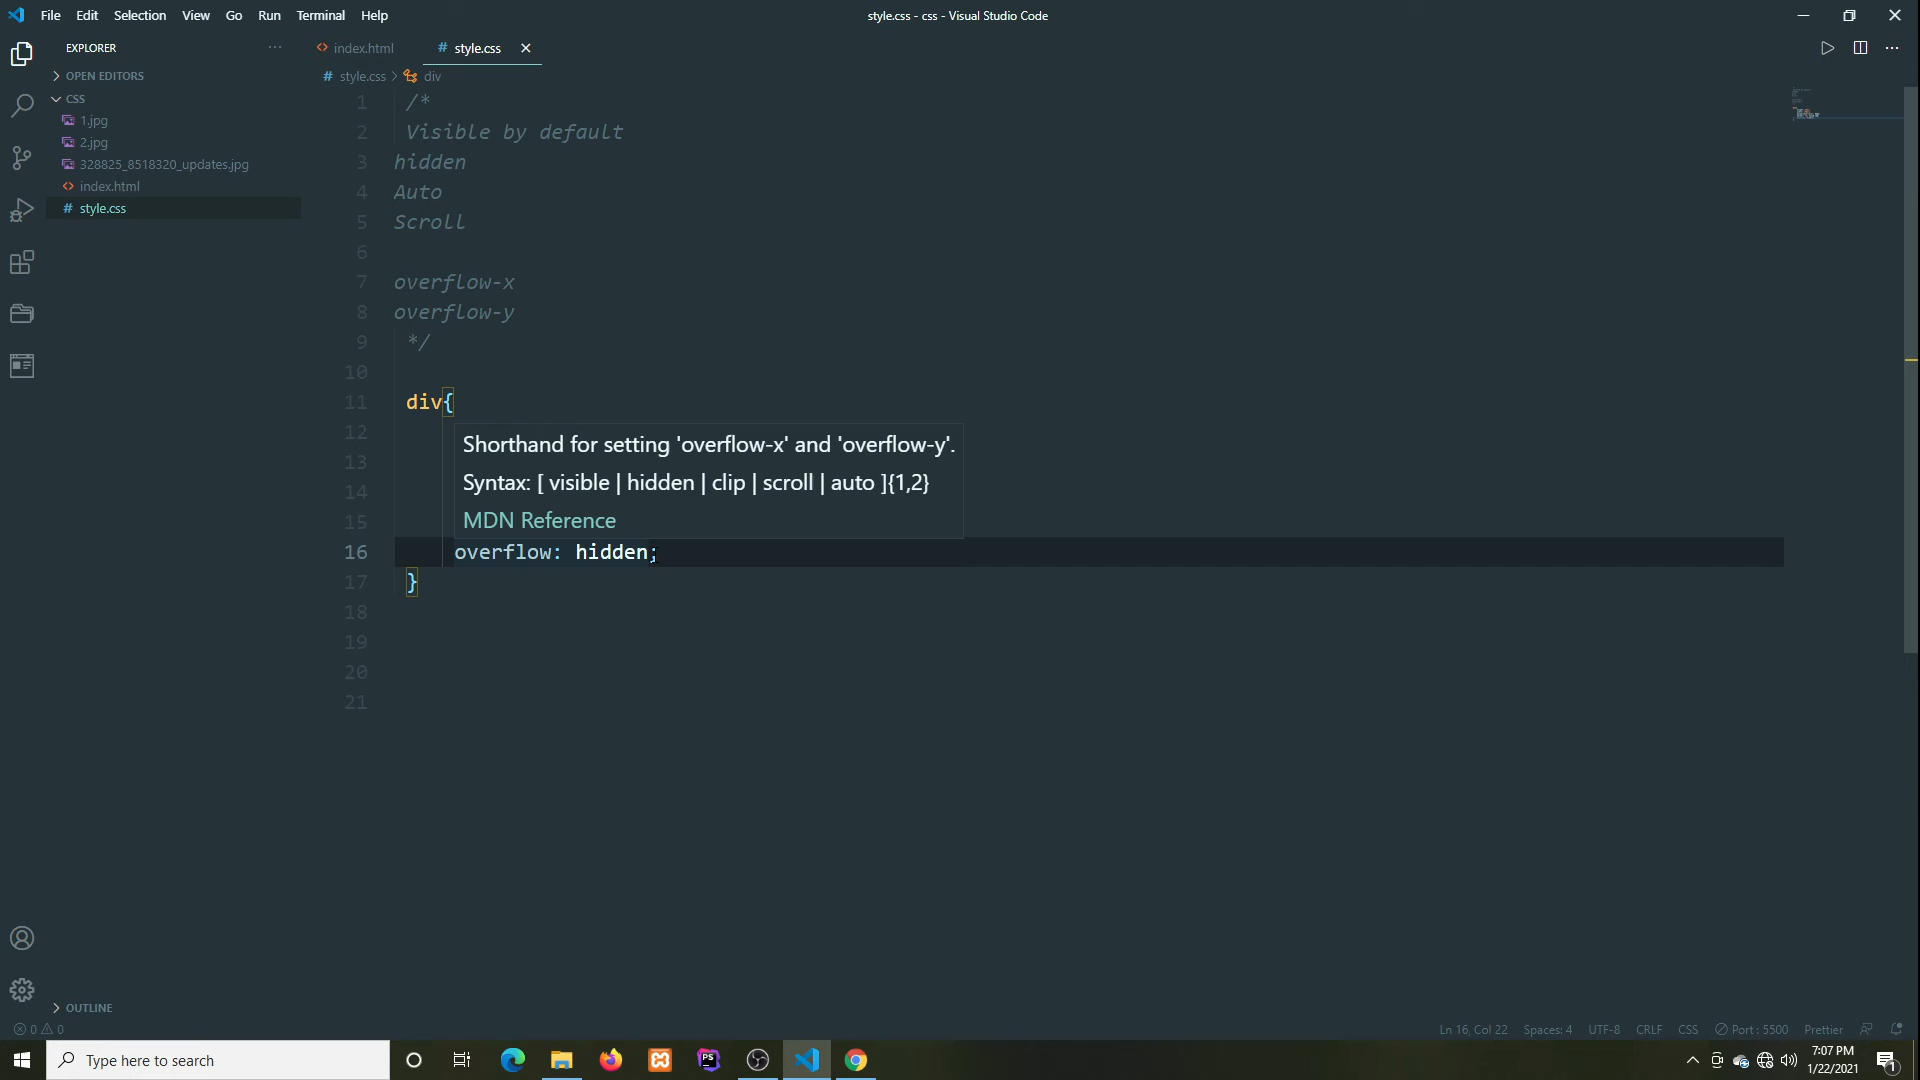 File Edit Selection View Go Run Terminal Help
style.css - css - Visual Studio Code
EXPLORER ···
index.html
# style.css
OPEN EDITORS
# style.css > div
CSS
1.jpg
2.jpg
328825_8518320_updates.jpg
index.html
# style.css
1 /*
2 Visible by default
3 hidden
4 Auto
5 Scroll
6
7 overflow-x
8 overflow-y
9 */
10
11 div{
12
Shorthand for setting 'overflow-x' and 'overflow-y'.
13
Syntax: [ visible | hidden | clip | scroll | auto ]{1,2}
14
15
MDN Reference
16 overflow: hidden;
17 }
18
19
20
21
OUTLINE
0 0
Ln 16, Col 22 Spaces: 4 UTF-8 CRLF CSS Port : 5500 Prettier
Type here to search
PS
7:07 PM
1/22/2021
1